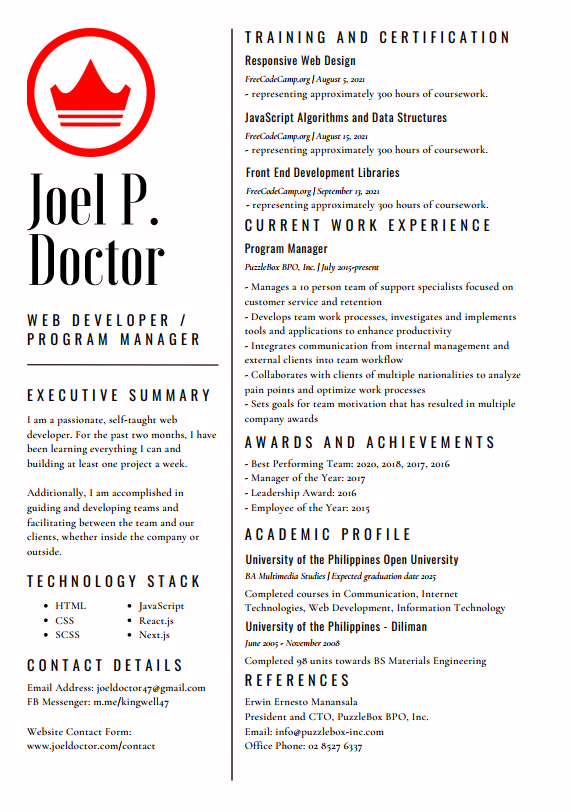 Joel P.
Doctor
WEB DEVELOPER /
PROGRAM MANAGER
EXECUTIVE SUMMARY
I am a passionate, self-taught web
developer. For the past two months, I have
been learning everything I can and
building at least one project a week.
Additionally, I am accomplished in
guiding and developing teams and
facilitating between the team and our
clients, whether inside the company or
outside.
TECHNOLOGY STACK
• HTML
• CSS
• SCSS
• JavaScript
• React.js
• Next.js
CONTACT DETAILS
Email Address: joeldoctor47@gmail.com
FB Messenger: m.me/kingwell47
Website Contact Form:
www.joeldoctor.com/contact
TRAINING AND CERTIFICATION
Responsive Web Design
FreeCodeCamp.org | August 5, 2021
- representing approximately 300 hours of coursework.
JavaScript Algorithms and Data Structures
FreeCodeCamp.org | August 15, 2021
- representing approximately 300 hours of coursework.
Front End Development Libraries
FreeCodeCamp.org | September 13, 2021
- representing approximately 300 hours of coursework.
CURRENT WORK EXPERIENCE
Program Manager
PuzzleBox BPO, Inc. | July 2015-present
- Manages a 10 person team of support specialists focused on
customer service and retention
- Develops team work processes, investigates and implements
tools and applications to enhance productivity
- Integrates communication from internal management and
external clients into team workflow
- Collaborates with clients of multiple nationalities to analyze
pain points and optimize work processes
- Sets goals for team motivation that has resulted in multiple
company awards
AWARDS AND ACHIEVEMENTS
- Best Performing Team: 2020, 2018, 2017, 2016
- Manager of the Year: 2017
- Leadership Award: 2016
- Employee of the Year: 2015
ACADEMIC PROFILE
University of the Philippines Open University
BA Multimedia Studies | Expected graduation date 2025
Completed courses in Communication, Internet
Technologies, Web Development, Information Technology
University of the Philippines - Diliman
June 2005 - November 2008
Completed 98 units towards BS Materials Engineering
REFERENCES
Erwin Ernesto Manansala
President and CTO, PuzzleBox BPO, Inc.
Email: info@puzzlebox-inc.com
Office Phone: 02 8527 6337